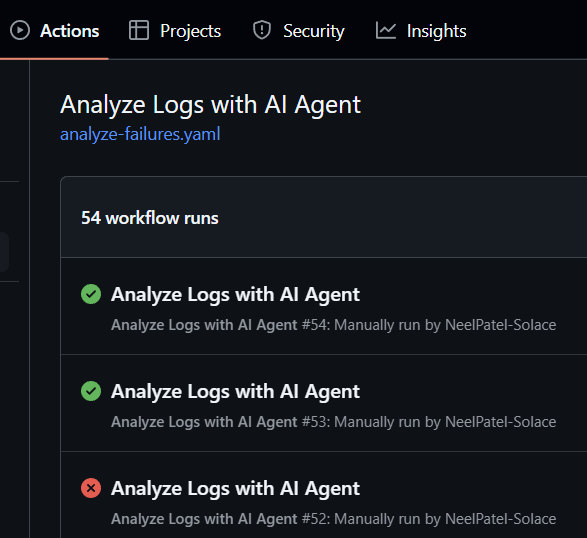 Actions Projects Security Insights
Analyze Logs with AI Agent
analyze-failures.yaml
54 workflow runs
Analyze Logs with AI Agent
Analyze Logs with AI Agent #54: Manually run by NeelPatel-Solace
Analyze Logs with AI Agent
Analyze Logs with AI Agent #53: Manually run by NeelPatel-Solace
Analyze Logs with AI Agent
Analyze Logs with AI Agent #52: Manually run by NeelPatel-Solace